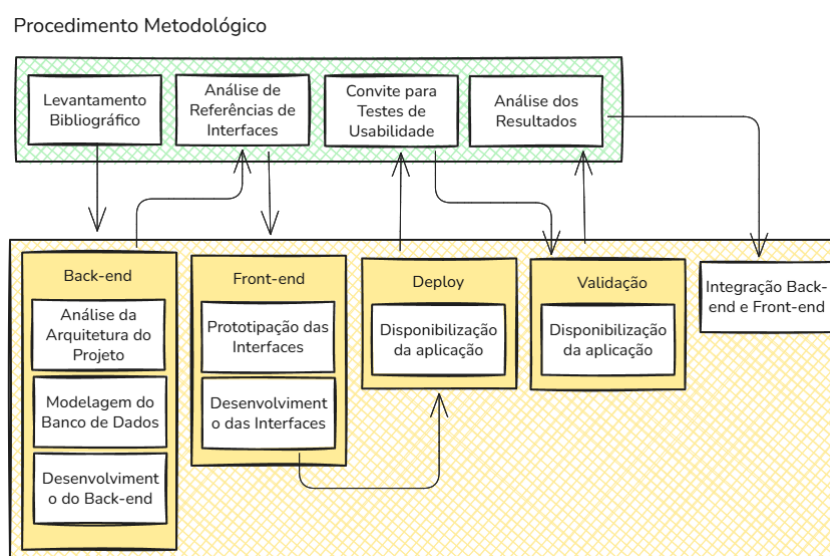 Procedimento Metodológico
Levantamento
Bibliográfico
Análise de
Referências de
Interfaces
Convite para
Testes de
Usabilidade
Análise dos
Resultados
Back-end
Análise da
Arquitetura do
Projeto
Modelagem do
Banco de Dados
Desenvolviment
o do Back-end
Front-end
Prototipação das
Interfaces
Desenvolviment
o das Interfaces
Deploy
Disponibilização
da aplicação
Validação
Disponibilização
da aplicação
Integração Back-
end e Front-end